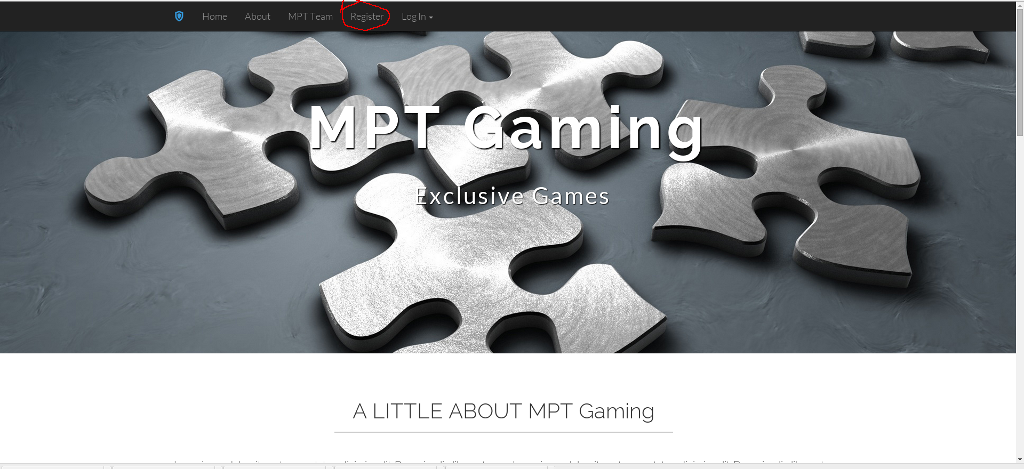 Home About MPT Team Register Log In
MPT Gaming
Exclusive Games
A LITTLE ABOUT MPT Gaming